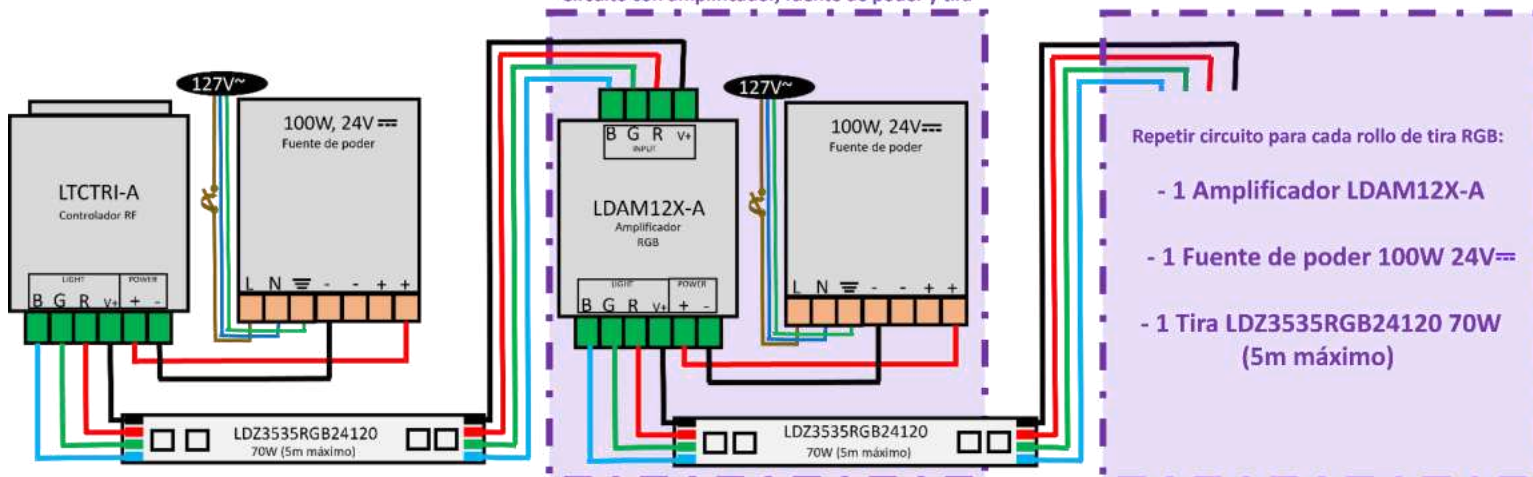 127V~
100W, 24V
Fuente de poder
LTCTRI-A
Controlador RF
LIGHT POWER
B G R V+ + -
L N - - + +
LDZ3535RGB24120
70W (5m máximo)
B G R V+
INPUT
LDAM12X-A
Amplificador
RGB
LIGHT POWER
B G R V+ + -
127V~
100W, 24V
Fuente de poder
L N - - + +
LDZ3535RGB24120
70W (5m máximo)
Repetir circuito para cada rollo de tira RGB:
- 1 Amplificador LDAM12X-A
- 1 Fuente de poder 100W 24V
- 1 Tira LDZ3535RGB24120 70W
(5m máximo)